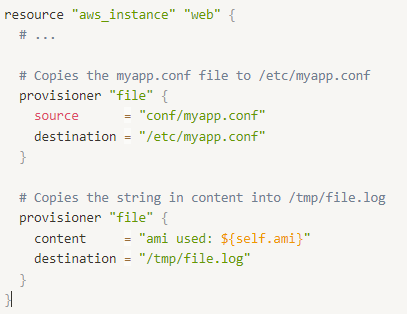 resource "aws_instance" "web" {
  # ...

  # Copies the myapp.conf file to /etc/myapp.conf
  provisioner "file" {
    source      = "conf/myapp.conf"
    destination = "/etc/myapp.conf"
  }

  # Copies the string in content into /tmp/file.log
  provisioner "file" {
    content     = "ami used: ${self.ami}"
    destination = "/tmp/file.log"
  }
}